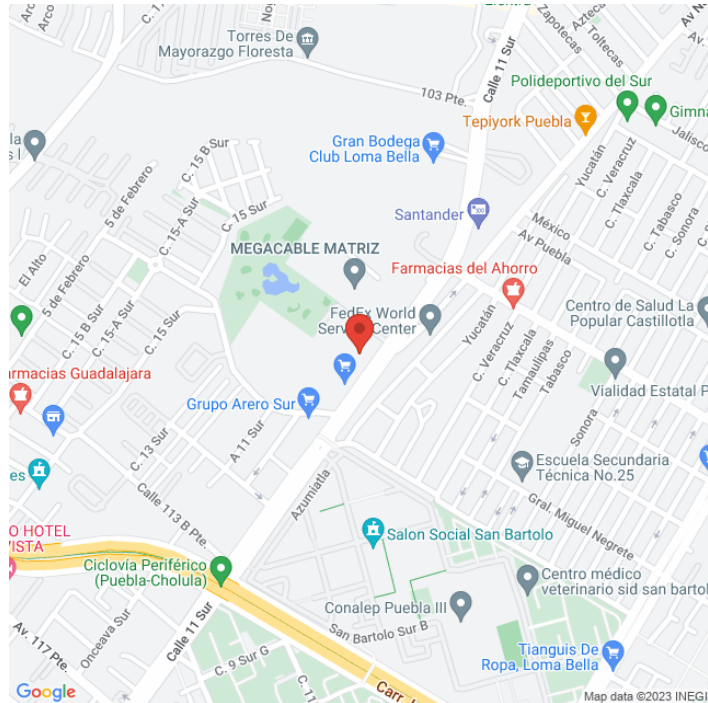 Torres De
Mayorazgo Floresta
103 Pte.
Calle 11 Sur
Zapotecas
Toltecas
Polideportivo del Sur
Tepiyork Puebla
Jalisco
Gran Bodega
Club Loma Bella
Yucatán
C. Veracruz
C. Tlaxcala
C. Tabasco
C. Sonora
C. 15 B Sur
5 de Febrero
C. 15-A Sur
C. 15 Sur
Santander
México
Av Puebla
MEGACABLE MATRIZ
Farmacias del Ahorro
El Alto
5 de Febrero
C. 15 B Sur
C. 15-A Sur
C. 15 Sur
FedEx World
Yucatán
C. Veracruz
C. Tlaxcala
Tamaulipas
Tabasco
Centro de Salud La
Popular Castillotla
Vialidad Estatal P
Grupo Arero Sur
C. 13 Sur
A 11 Sur
Sonora
Calle 113 B Pte.
Azumiatla
Escuela Secundaria
Técnica No.25
Gral. Miguel Negrete
O HOTEL
VISTA
Salon Social San Bartolo
Ciclovía Periférico
(Puebla-Cholula)
Centro médico
veterinario sid san bartol
Conalep Puebla III
San Bartolo Sur B
Onceava Sur
Calle 11 Sur
Av. 117 Pte.
C. 9 Sur G
Tianguis De
Ropa, Loma Bella
Google
Map data ©2023 INEGI